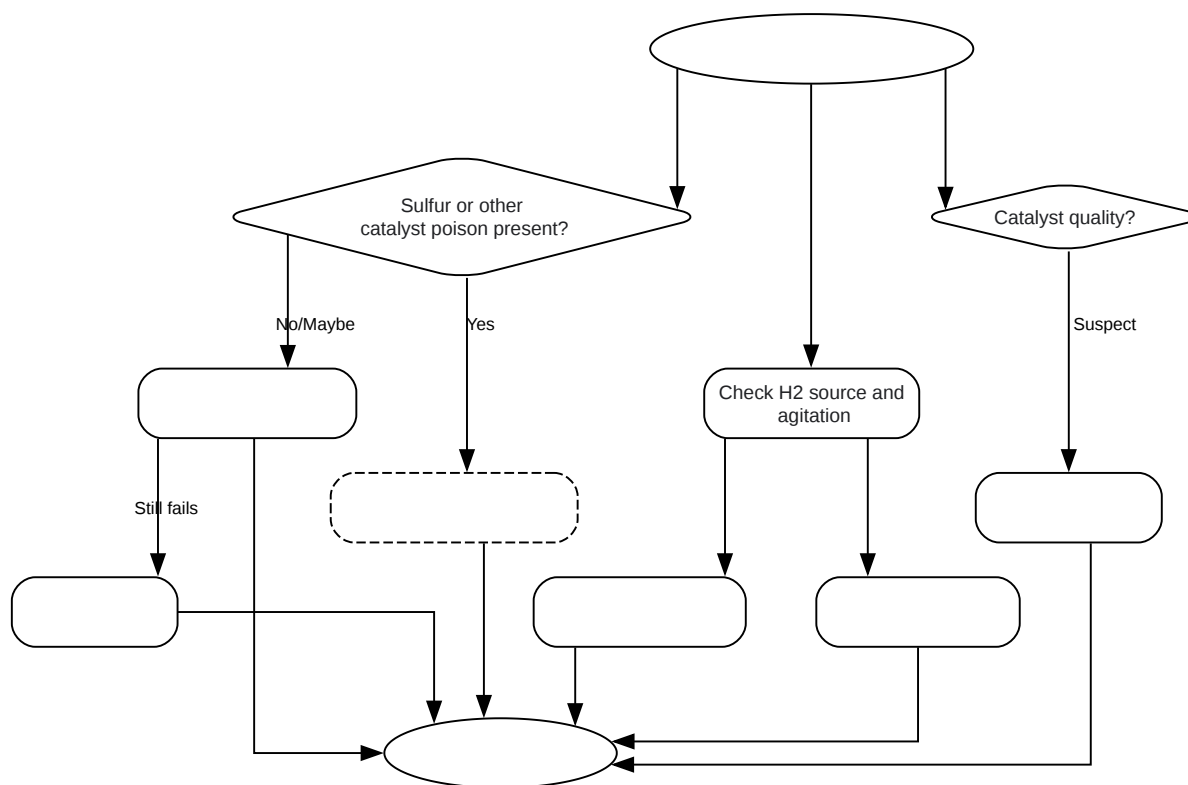 Sulfur or other
catalyst poison present?
Catalyst quality?
No/Maybe
Yes
Suspect
Check H2 source and
agitation
Still fails